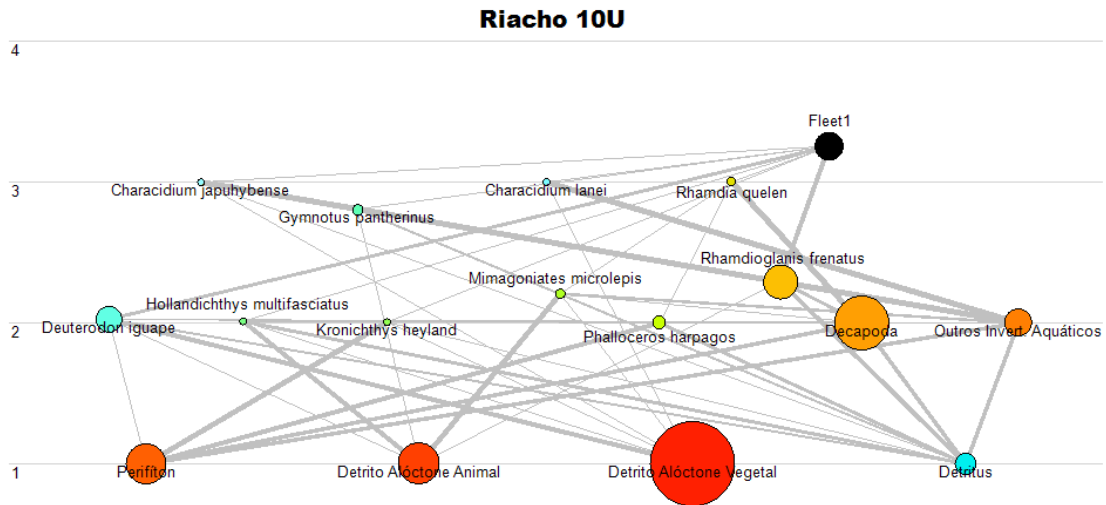 Riacho 10U
4
Fleet1
3
Characidium japuhybense
Characidium lanei
Rhamdia quelen
Gymnotus pantherinus
Rhamdioglanis frenatus
Mimagoniates microlepis
Hollandichthys multifasciatus
Deuterodon iguape
Kronichthys heyland
Phalloceros harpagos
Decapoda
Outros Invert. Aquáticos
2
Perifíton
Detrito Alóctone Animal
Detrito Alóctone Vegetal
Detritus
1